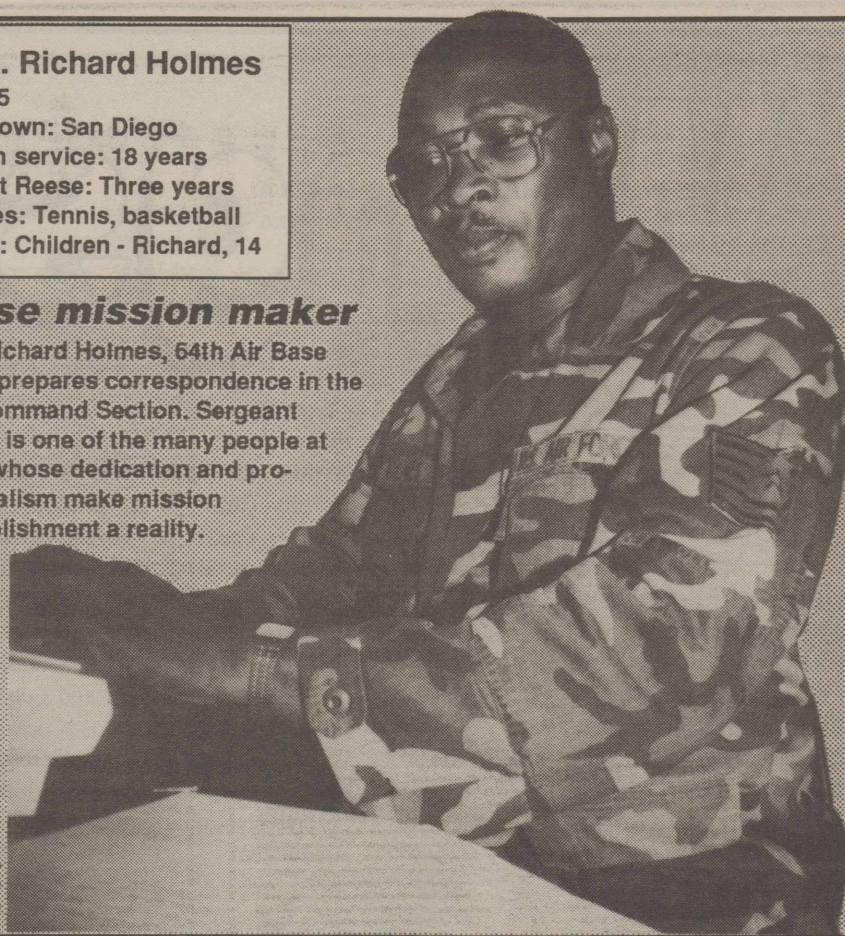 . Richard Holmes
5
own: San Diego
n service: 18 years
t Reese: Three years
es: Tennis, basketball
: Children - Richard, 14
se mission maker
ichard Holmes, 64th Air Base
prepares correspondence in the
ommand Section. Sergeant
is one of the many people at
whose dedication and pro-
alism make mission
lishment a reality.
U.S. AIR FORC